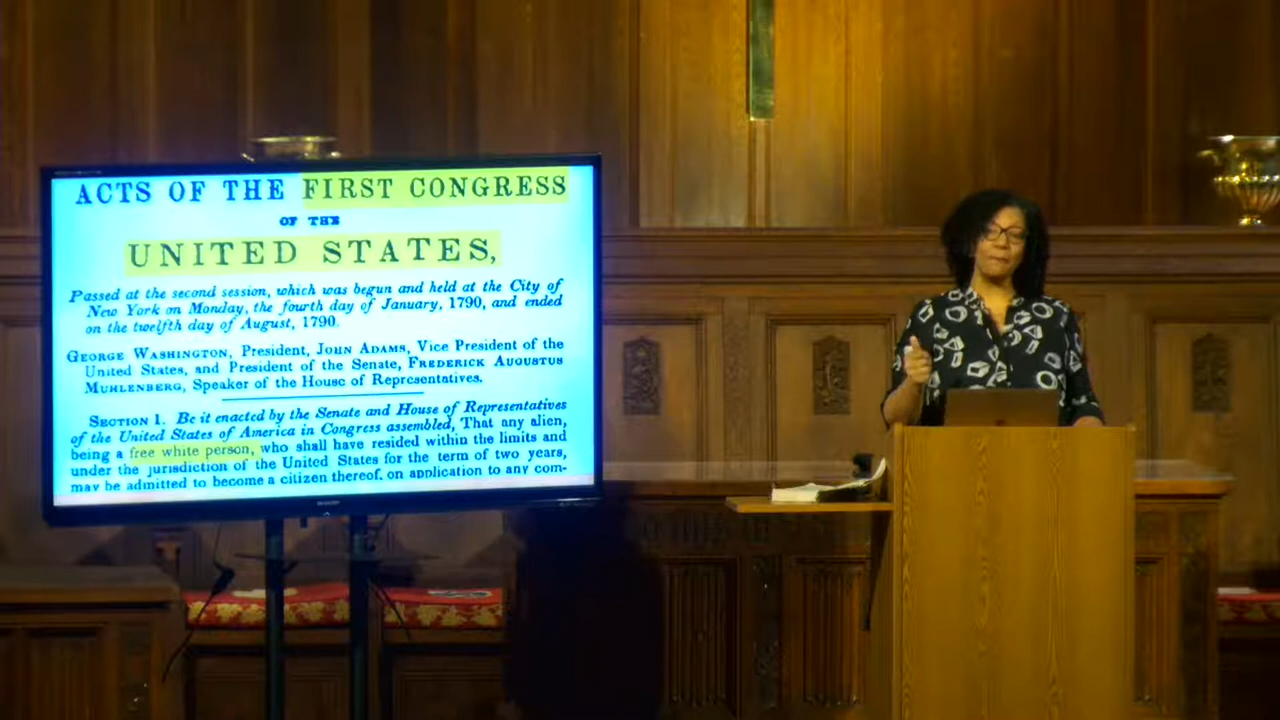 ACTS OF THE FIRST CONGRESS
OF THE
UNITED STATES,
Passed at the second session, which was begun and held at the City of
New York on Monday, the fourth day of January, 1790, and ended
on the twelfth day of August, 1790.
GEORGE WASHINGTON, President, JOHN ADAMS, Vice President of the
United States, and President of the Senate, FREDERICK AUGUSTUS
MUHLENBERG, Speaker of the House of Representatives.
SECTION 1. Be it enacted by the Senate and House of Representatives
of the United States of America in Congress assembled, That any alien,
being a free white person, who shall have resided within the limits and
under the jurisdiction of the United States for the term of two years,
may be admitted to become a citizen thereof, on application to any com-